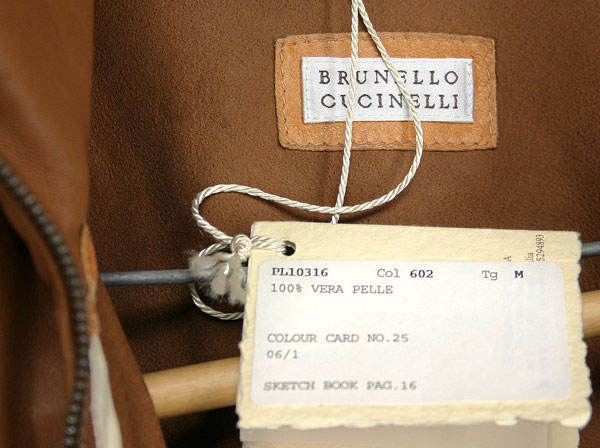 BRUNELLO
CUCINELLI
PL10316 Col 602 Tg M
100% VERA PELLE
COLOUR CARD NO.25
06/1
SKETCH BOOK PAG.16
5294893